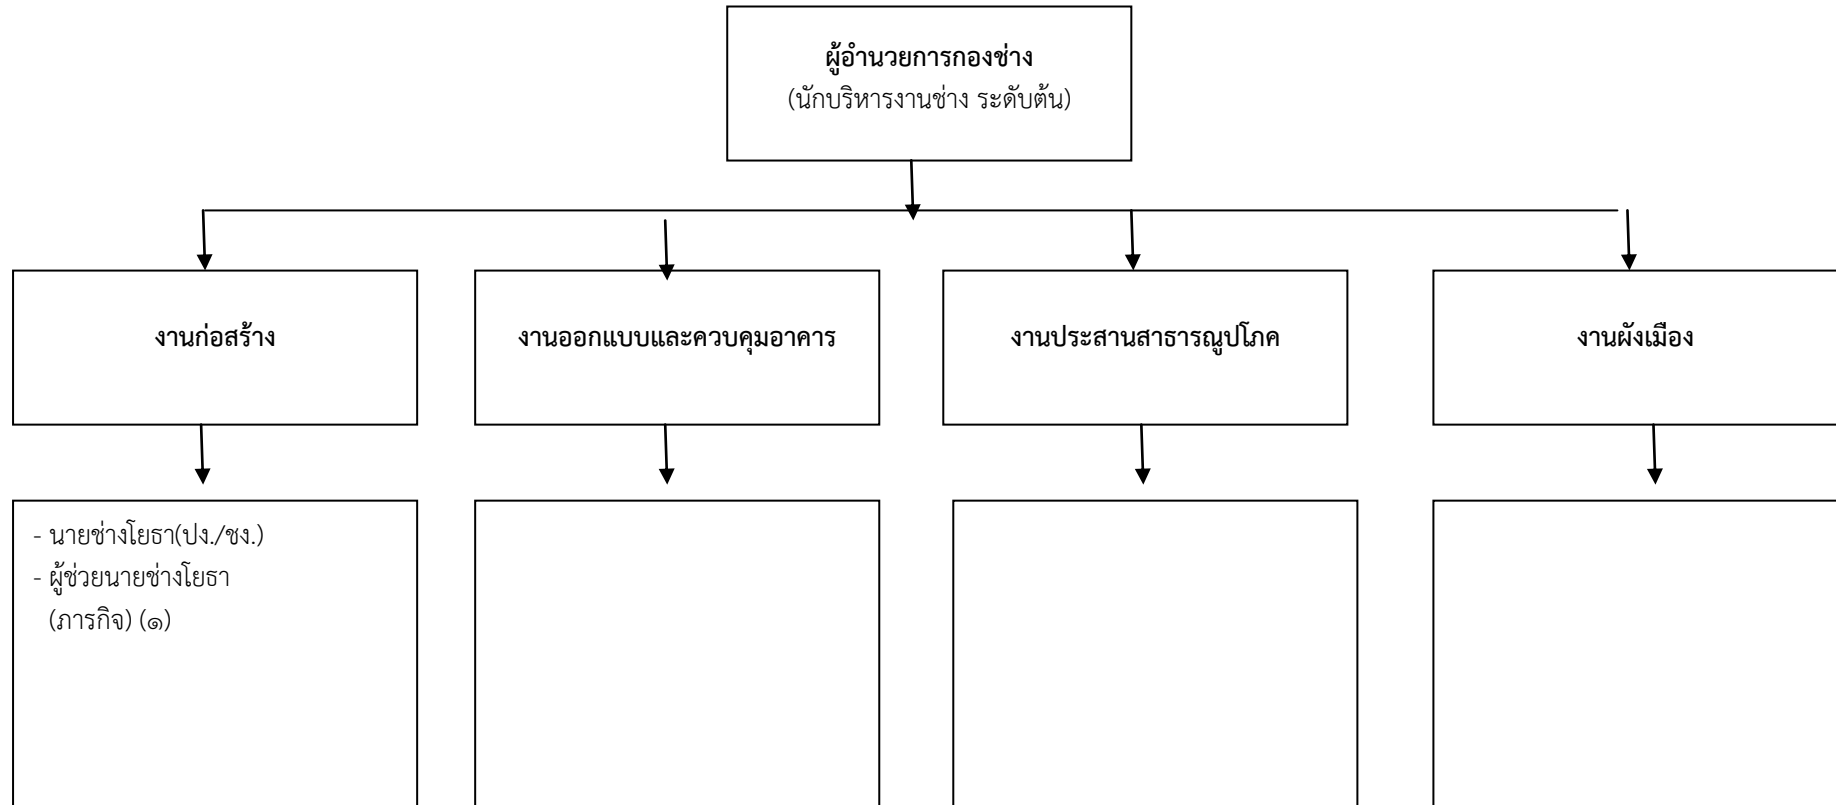 ผู้อำนวยการกองช่าง
(นักบริหารงานช่าง ระดับต้น)
งานก่อสร้าง
งานออกแบบและควบคุมอาคาร
งานประสานสาธารณูปโภค
งานผังเมือง
- นายช่างโยธา(ปง./ชง.)
- ผู้ช่วยนายช่างโยธา
(ภารกิจ) (๑)